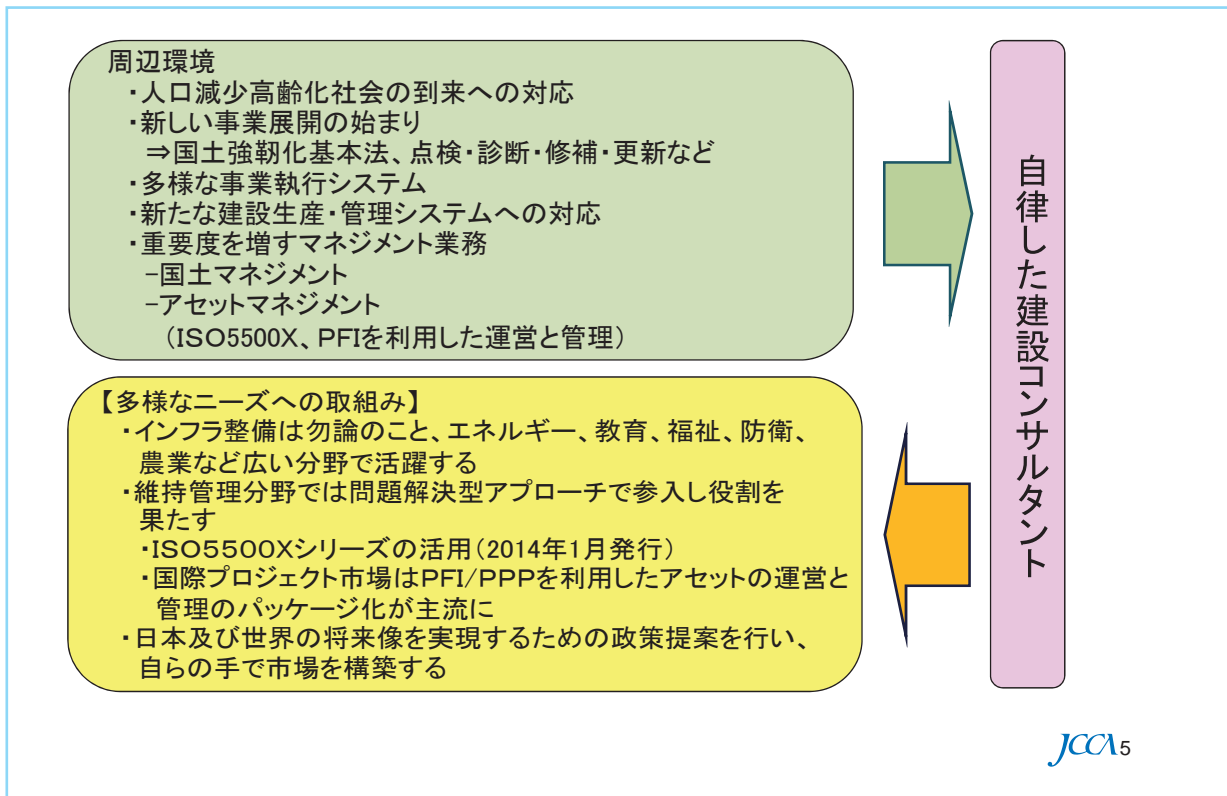 周辺環境
・人口減少高齢化社会の到来への対応
・新しい事業展開の始まり
⇒国土強靭化基本法、点検・診断・修補・更新など
・多様な事業執行システム
・新たな建設生産・管理システムへの対応
・重要度を増すマネジメント業務
−国土マネジメント
−アセットマネジメント
（ISO5500X、PFIを利用した運営と管理）
【多様なニーズへの取組み】
・インフラ整備は勿論のこと、エネルギー、教育、福祉、防衛、
農業など広い分野で活躍する
・維持管理分野では問題解決型アプローチで参入し役割を
果たす
・ISO5500Xシリーズの活用（2014年1月発行）
・国際プロジェクト市場はPFI/PPPを利用したアセットの運営と
管理のパッケージ化が主流に
・日本及び世界の将来像を実現するための政策提案を行い、
自らの手で市場を構築する
自律した建設コンサルタント
JCCA 5